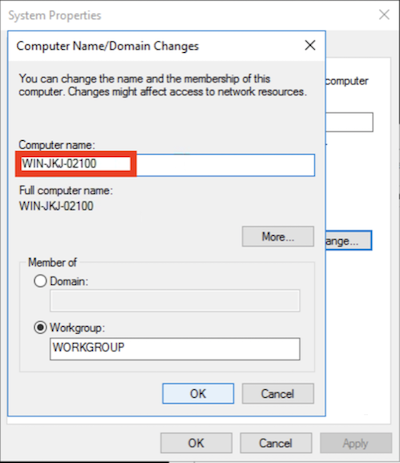 System Properties
Computer Name/Domain Changes
You can change the name and the membership of this
computer. Changes might affect access to network resources.
computer
Computer name:
WIN-JKJ-02100
Full computer name:
WIN-JKJ-02100
More...
ange...
Member of
Domain:
Workgroup:
WORKGROUP
OK
Cancel
OK
Cancel
Apply